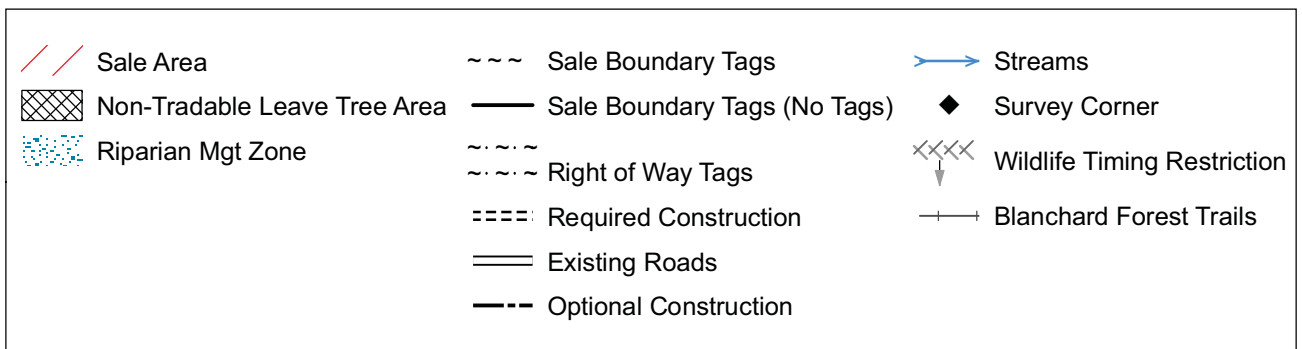 Sale Area
Non-Tradable Leave Tree Area
Riparian Mgt Zone
Sale Boundary Tags
Sale Boundary Tags (No Tags)
Right of Way Tags
Required Construction
Existing Roads
Optional Construction
Streams
Survey Corner
Wildlife Timing Restriction
Blanchard Forest Trails